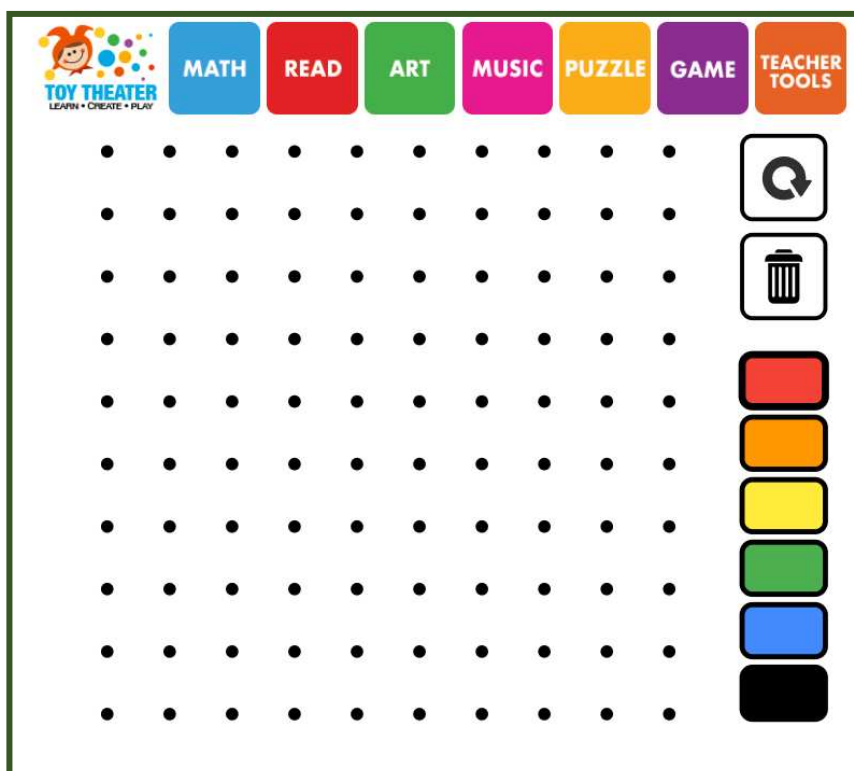 TOY THEATER
LEARN • CREATE • PLAY
MATH
READ
ART
MUSIC
PUZZLE
GAME
TEACHER
TOOLS